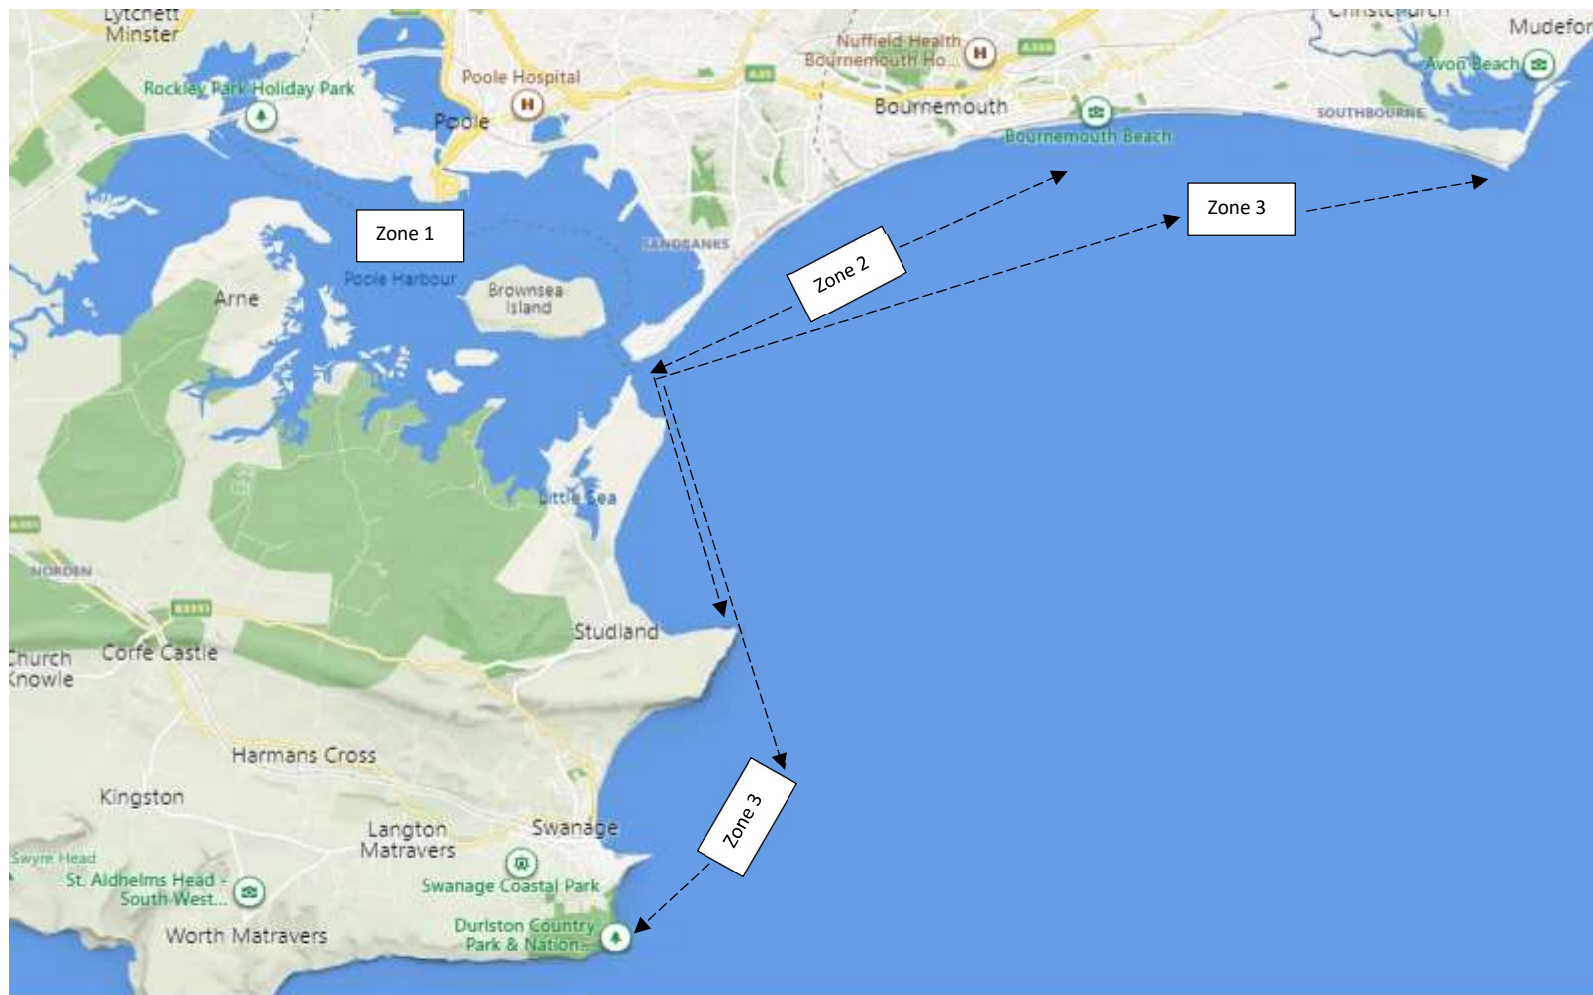 Lytchett
Minster
Christchurch
Mudefor
Nuffield Health
Bournemouth Ho...
Avon Beach
Poole Hospital
A35
Rockley Park Holiday Park
Bournemouth
SOUTHBOURNE
Poole
Bournemouth Beach
Zone 3
Zone 1
SANDBANKS
Zone 2
Poole Harbour
Arne
Brownsea
Island
Little Sea
A351
NORDEN
B3351
Studland
Church
Knowle
Corfe Castle
Harmans Cross
Kingston
Zone 3
Langton
Matravers
Swanage
Swyre Head
St. Aldhelms Head -
South West...
Swanage Coastal Park
Durlston Country
Park & Nation...
Worth Matravers